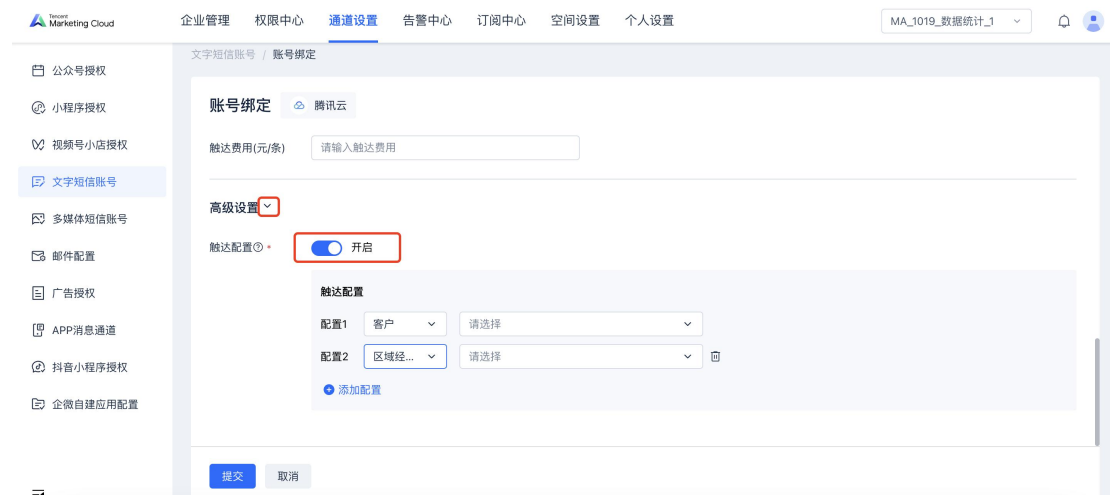 Tencent
Marketing Cloud
企业管理 权限中心 通道设置 告警中心 订阅中心 空间设置 个人设置
MA_1019_数据统计_1
文字短信账号 / 账号绑定
公众号授权
小程序授权
视频号小店授权
文字短信账号
多媒体短信账号
邮件配置
广告授权
APP消息通道
抖音小程序授权
企微自建应用配置
账号绑定 腾讯云
触达费用(元/条) 请输入触达费用
高级设置
触达配置 * 开启
触达配置
配置1 客户 请选择
配置2 区域经... 请选择
添加配置
提交 取消